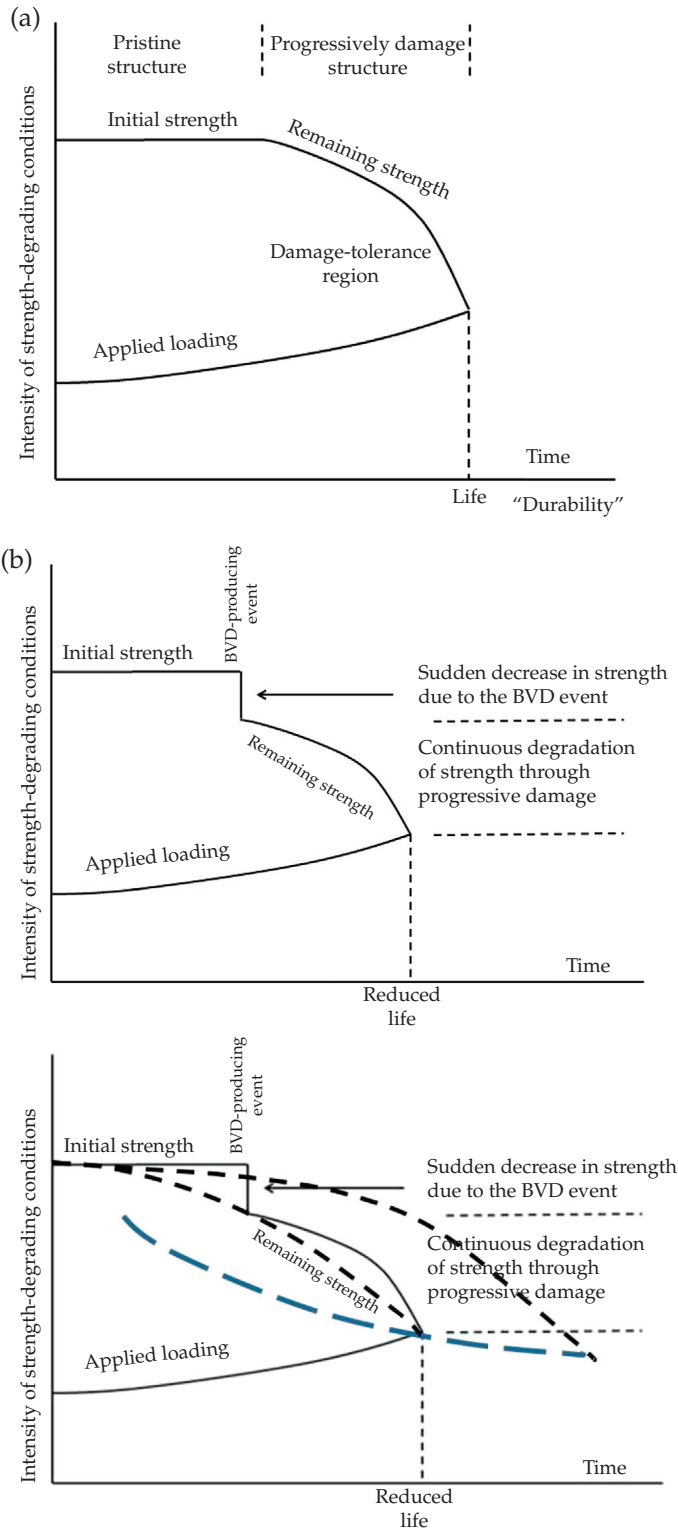 (a)
Pristine
structure
Progressively damage
structure
Initial strength
Remaining strength
Damage-tolerance
region
Applied loading
Intensity of strength-degrading conditions
Time
Life
“Durability”
(b)
BVD-producing
event
Initial strength
Sudden decrease in strength
due to the BVD event
Continuous degradation
of strength through
progressive damage
Remaining strength
Applied loading
Intensity of strength-degrading conditions
Time
Reduced
life
BVD-producing
event
Initial strength
Sudden decrease in strength
due to the BVD event
Continuous degradation
of strength through
progressive damage
Remaining strength
Applied loading
Intensity of strength-degrading conditions
Time
Reduced
life